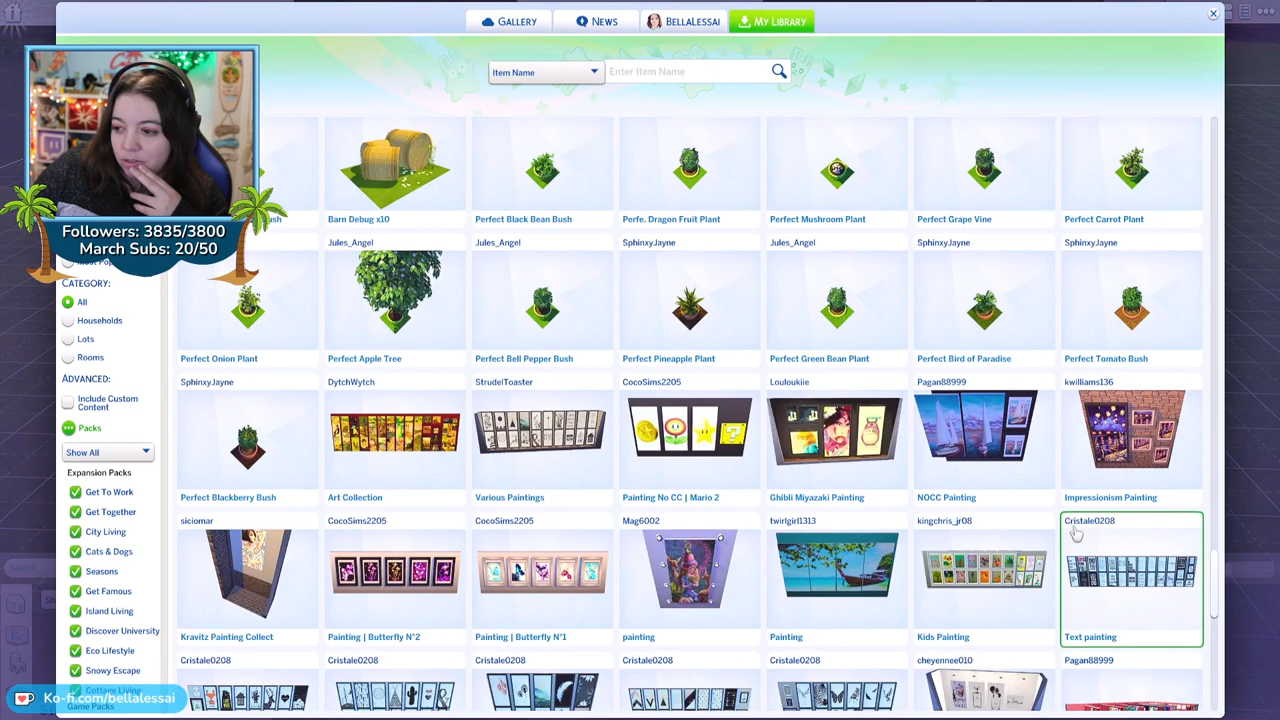 GALLERY
NEWS
BELLALESSAI
MY LIBRARY
Item Name
Enter Item Name
Barn Debug x10
Perfect Black Bean Bush
Perfe. Dragon Fruit Plant
Perfect Mushroom Plant
Perfect Grape Vine
Perfect Carrot Plant
Followers: 3835/3800
March Subs: 20/50
Jules_Angel
Jules_Angel
SphinxyJayne
Jules_Angel
SphinxyJayne
SphinxyJayne
CATEGORY:
All
Households
Lots
Rooms
Perfect Onion Plant
Perfect Apple Tree
Perfect Bell Pepper Bush
Perfect Pineapple Plant
Perfect Green Bean Plant
Perfect Bird of Paradise
Perfect Tomato Bush
ADVANCED:
Include Custom
Content
Packs
Show All
SphinxyJayne
DytchWytch
StrudelToaster
CocoSims2205
Louloukiie
Pagan88999
kwilliams136
Perfect Blackberry Bush
Art Collection
Various Paintings
Painting No CC | Mario 2
Ghibli Miyazaki Painting
NOCC Painting
Impressionism Painting
Expansion Packs
Get To Work
Get Together
City Living
Cats & Dogs
Seasons
Get Famous
Island Living
Discover University
Eco Lifestyle
Snowy Escape
Cottage Living
Game Packs
siciomar
CocoSims2205
CocoSims2205
Mag6002
twirlgirl1313
kingchris_jr08
Cristale0208
Kravitz Painting Collect
Painting | Butterfly N°2
Painting | Butterfly N°1
painting
Painting
Kids Painting
Text painting
Cristale0208
Cristale0208
Cristale0208
Cristale0208
Cristale0208
cheyennee010
Pagan88999
Ko-fi.com/bellalessai
Search